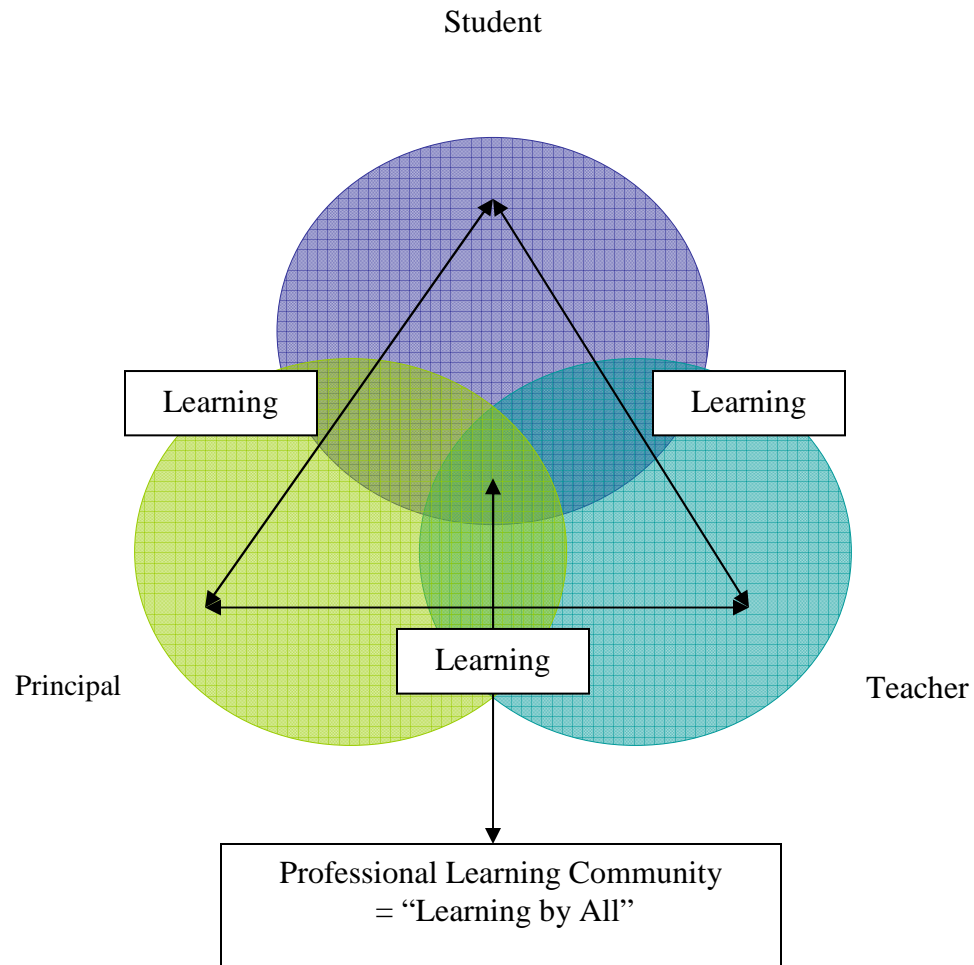 Student
Learning
Learning
Learning
Principal
Teacher
Professional Learning Community
= “Learning by All”